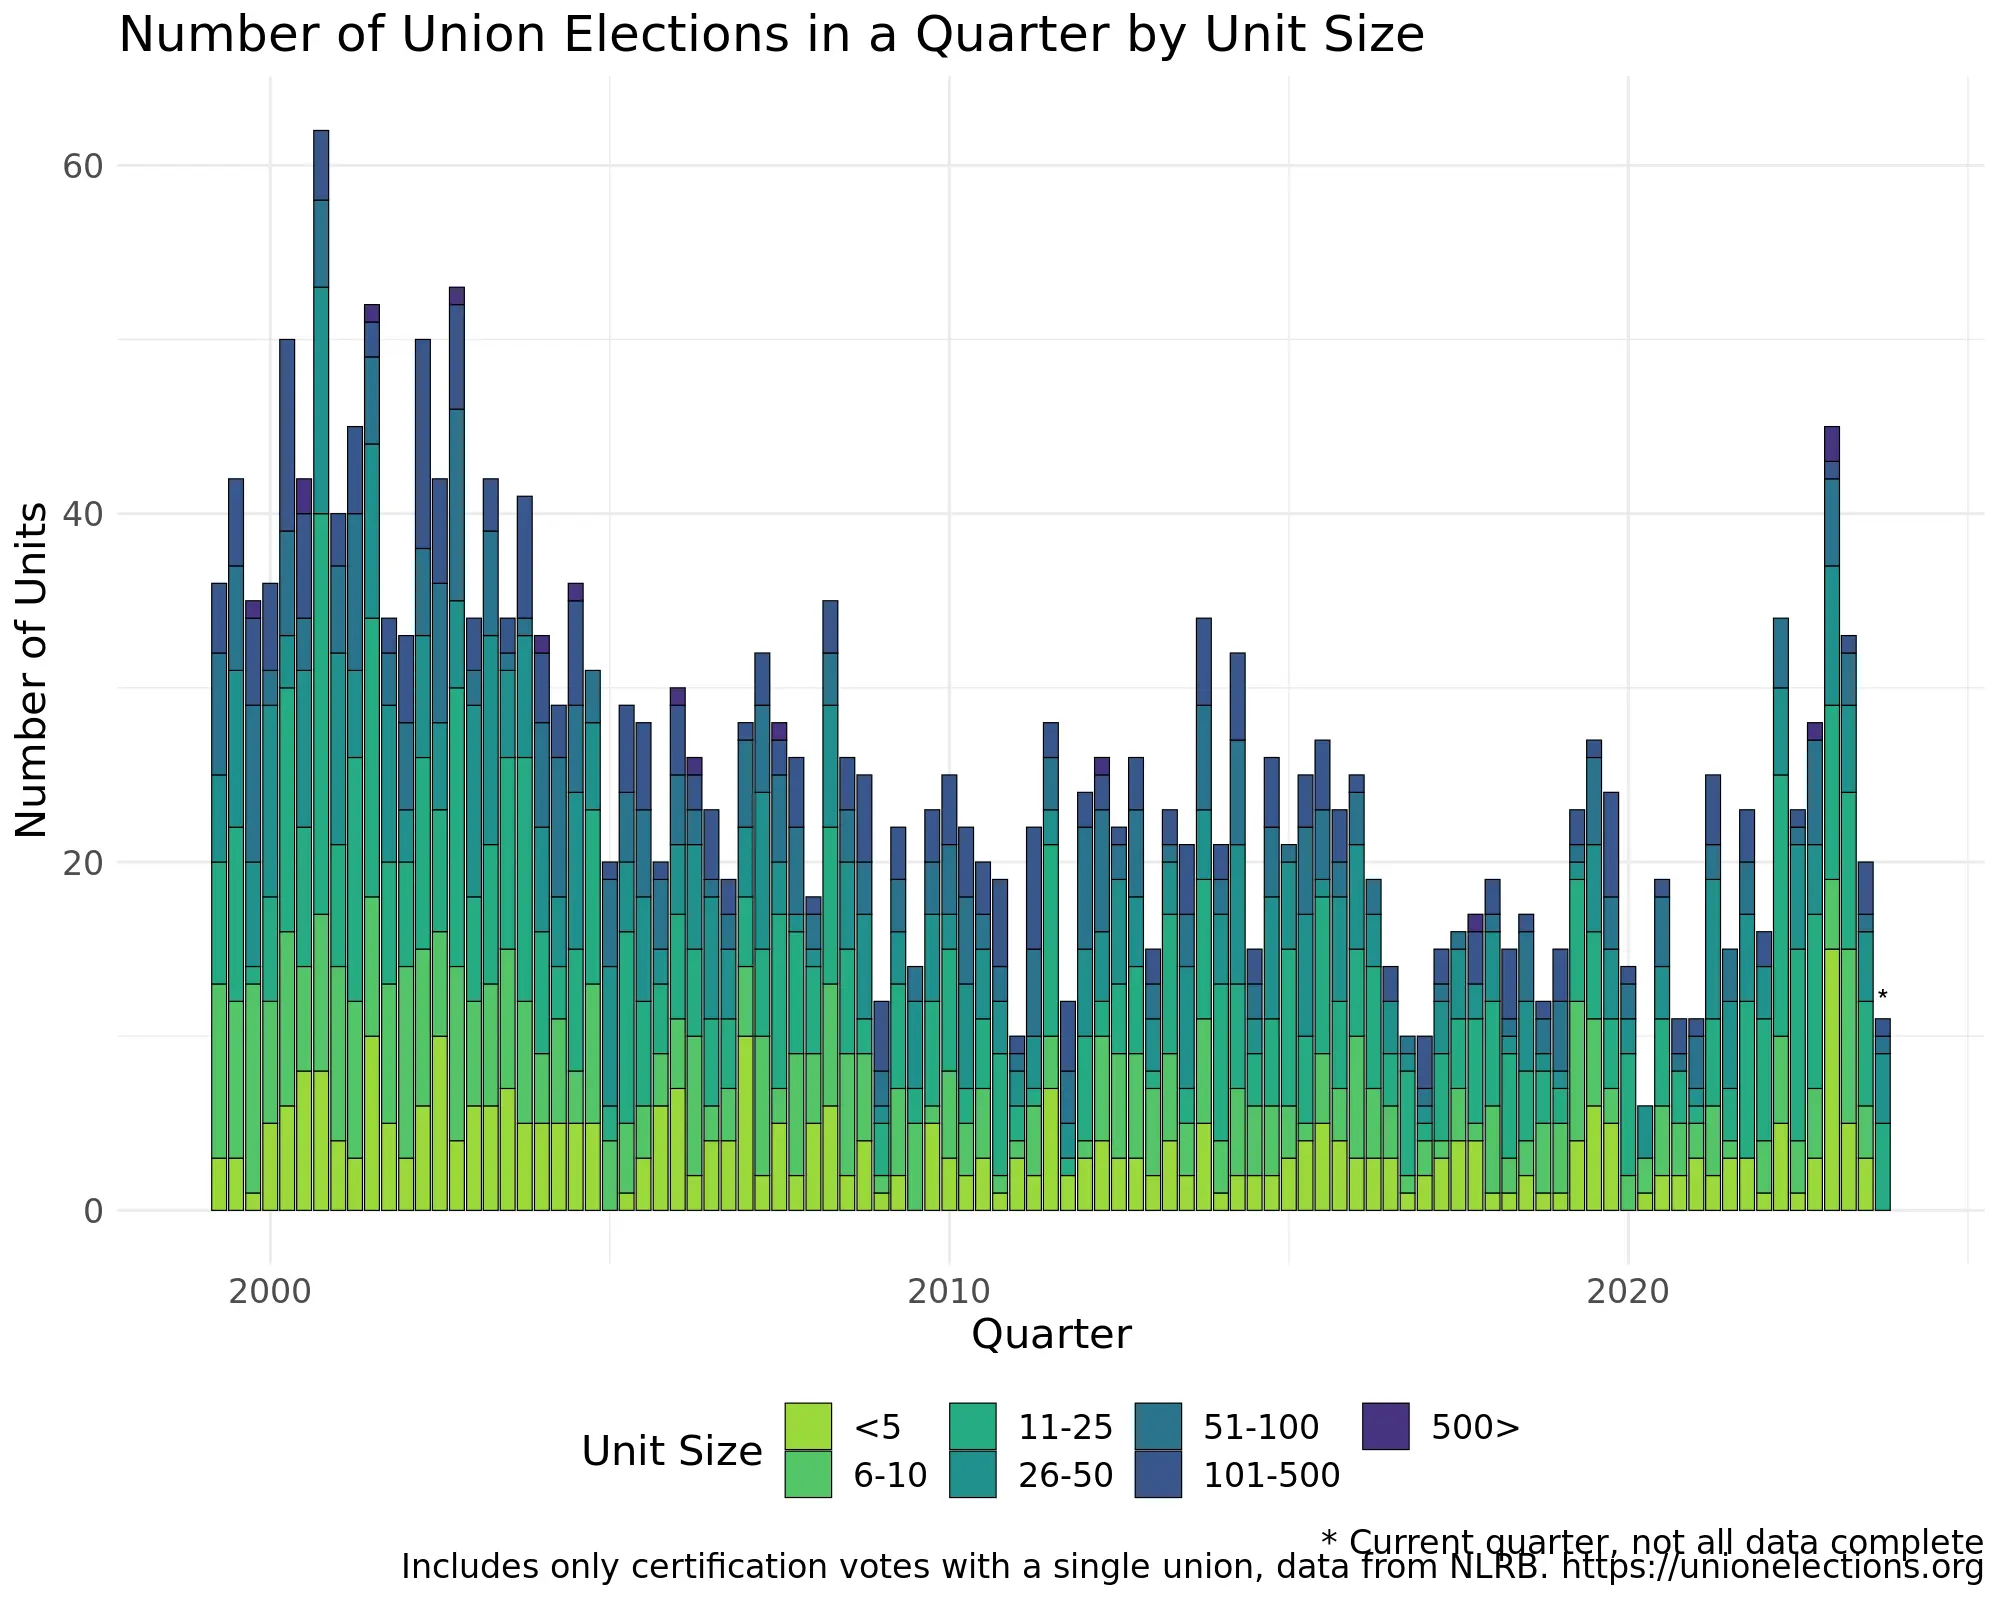 Number of Union Elections in a Quarter by Unit Size
Number of Units
60
40
20
0
*
2000
2010
2020
Quarter
Unit Size
<5
11-25
51-100
500>
6-10
26-50
101-500
* Current quarter, not all data complete
Includes only certification votes with a single union, data from NLRB. https://unionelections.org